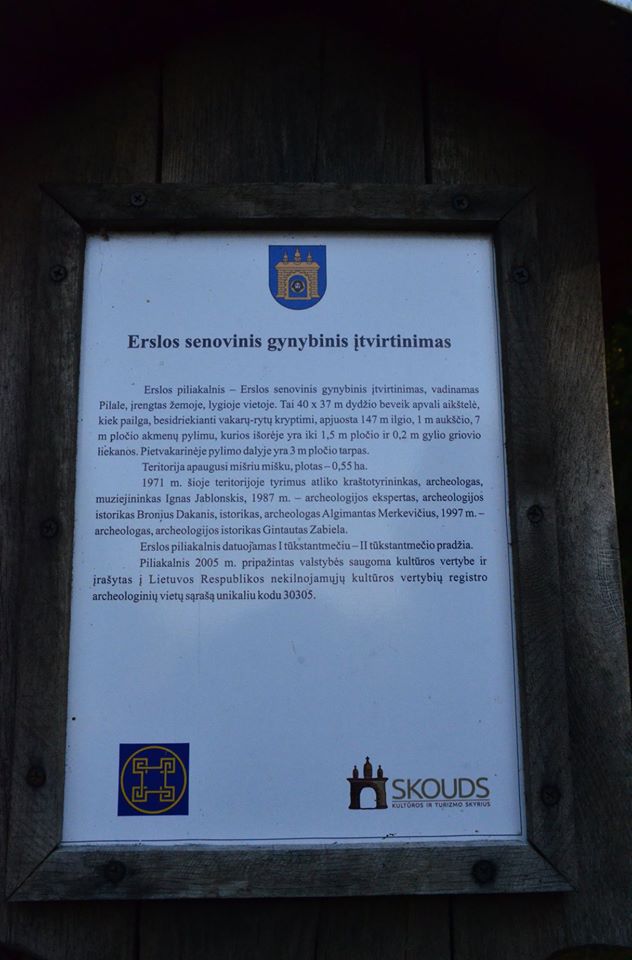 Erslos senovinis gynybinis įtvirtinimas
Erslos piliakalnis – Erslos senovinis gynybinis įtvirtinimas, vadinamas
Pilale, įrengtas žemoje, lygioje vietoje. Tai 40 x 37 m dydžio beveik apvali aikštelė,
kiek pailga, besidriekianti vakarų-rytų kryptimi, apjuosta 147 m ilgio, 1 m aukščio, 7
m pločio akmenų pylimu, kurios išorėje yra iki 1,5 m pločio ir 0,2 m gylio griovio
liekanos. Pietvakarinėje pylimo dalyje yra 3 m pločio tarpas.
Teritorija apaugusi mišriu mišku, plotas – 0,55 ha.
1971 m. šioje teritorijoje tyrimus atliko kraštotyrininkas, archeologas,
muziejininkas Ignas Jablonskis, 1987 m. – archeologijos ekspertas, archeologijos
istorikas Bronius Dakanis, istorikas, archeologas Algimantas Merkevičius, 1997 m. –
archeologas, archeologijos istorikas Gintautas Zabiela.
Erslos piliakalnis datuojamas I tūkstantmečiu – II tūkstantmečio pradžia.
Piliakalnis 2005 m. pripažintas valstybės saugoma kultūros vertybe ir
įrašytas į Lietuvos Respublikos nekilnojamųjų kultūros vertybių registro
archeologinių vietų sąrašą unikaliu kodu 30305.
SKOUDS
KULTŪROS IR TURIZMO SKYRIUS